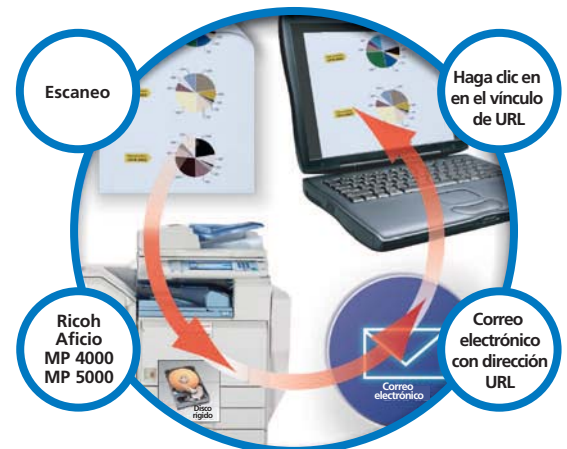 Escaneo
Haga clic en
en el vínculo
de URL
Ricoh
Aficio
MP 4000
MP 5000
Disco
rígido
Correo
electrónico
Correo
electrónico
con dirección
URL